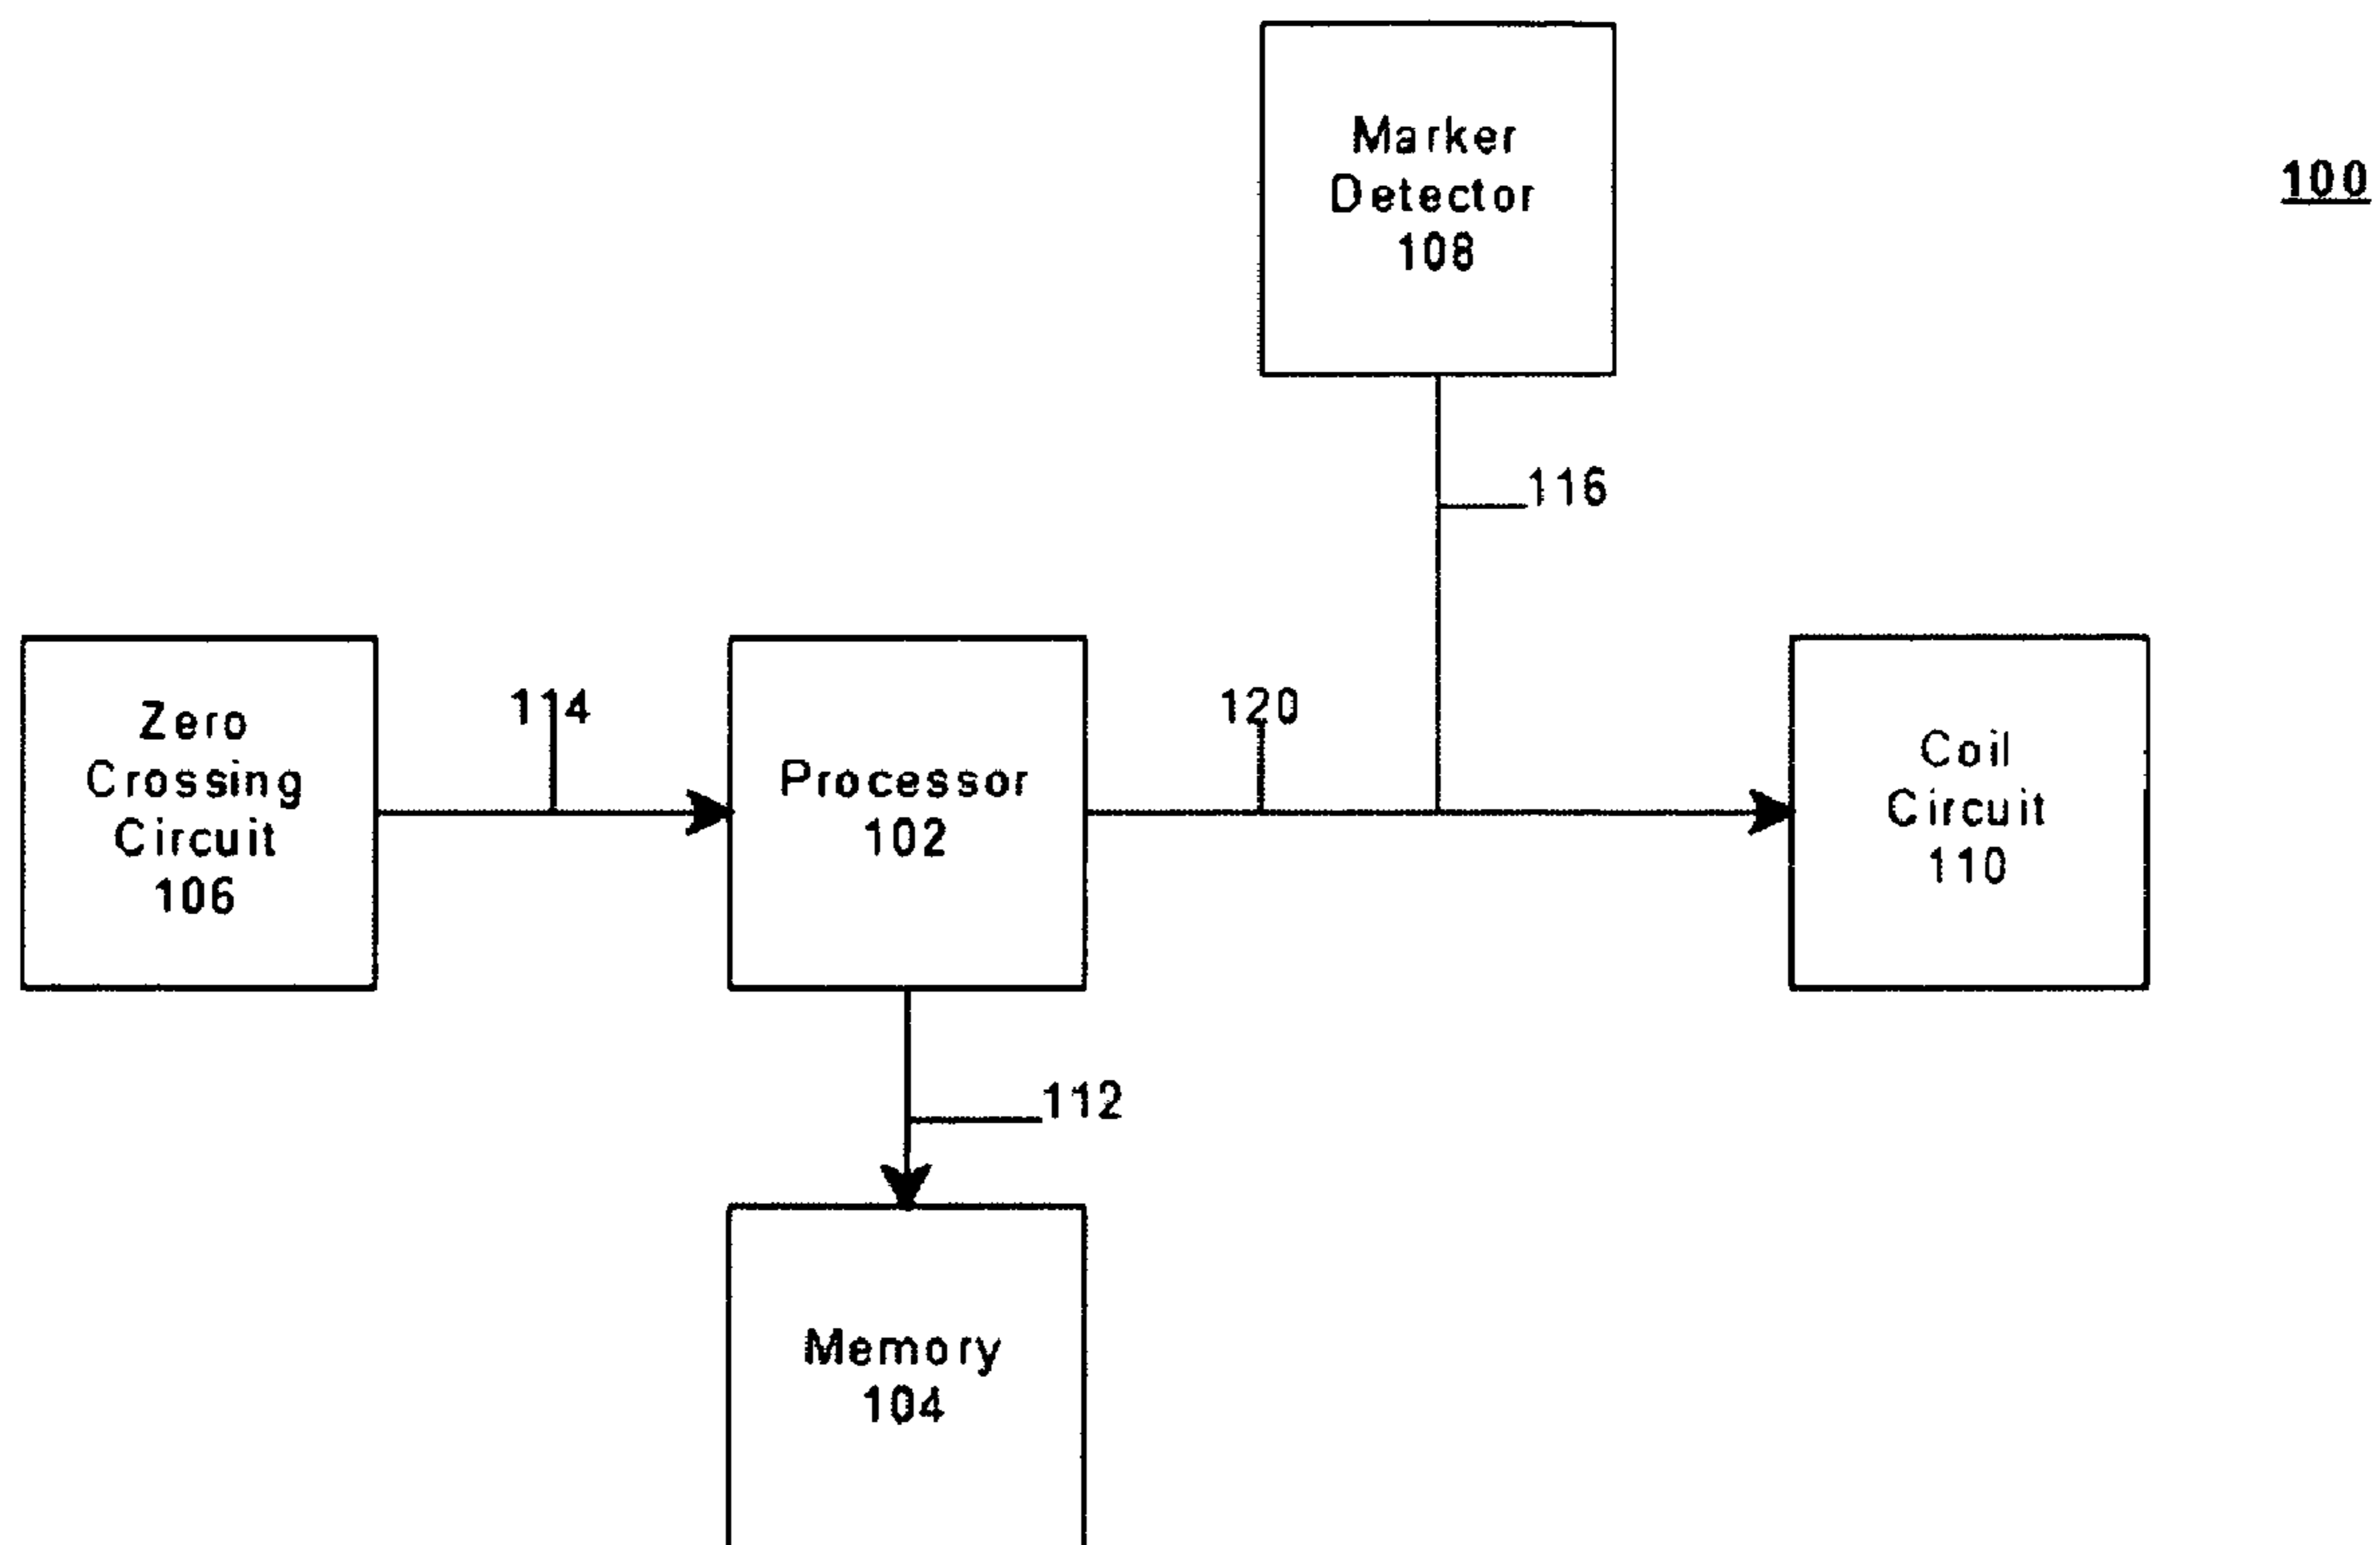 Marker
Detector
108
100
116
Zero
Crossing
Circuit
106
114
Processor
102
120
Coil
Circuit
110
112
Memory
104